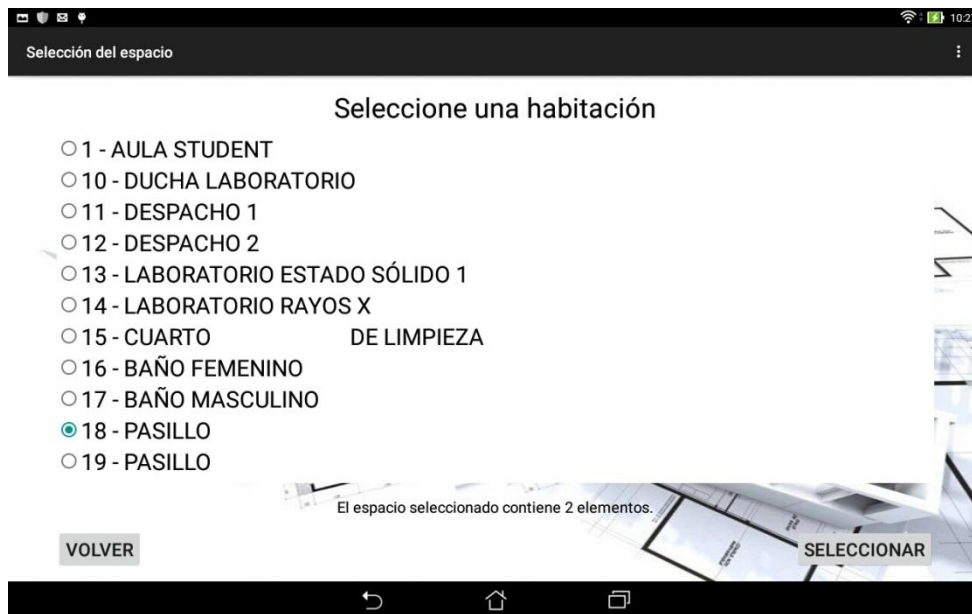 10:2
Selección del espacio
Seleccione una habitación
1 - AULA STUDENT
10 - DUCHA LABORATORIO
11 - DESPACHO 1
12 - DESPACHO 2
13 - LABORATORIO ESTADO SÓLIDO 1
14 - LABORATORIO RAYOS X
15 - CUARTO DE LIMPIEZA
16 - BAÑO FEMENINO
17 - BAÑO MASCULINO
18 - PASILLO
19 - PASILLO
El espacio seleccionado contiene 2 elementos.
VOLVER
SELECCIONAR